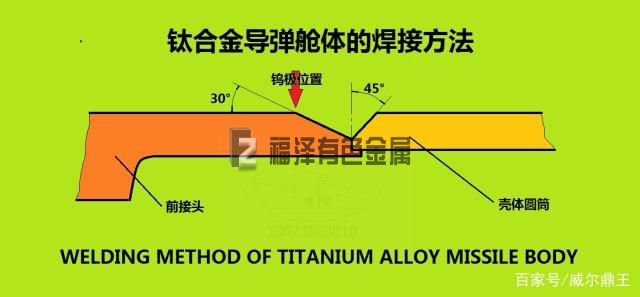 钛合金导弹舱体的焊接方法
钨极位置
30°
45°
福泽有色金属
前接头
壳体圆筒
13024563210
WELDING METHOD OF TITANIUM ALLOY MISSILE BODY
百家号/威尔鼎王